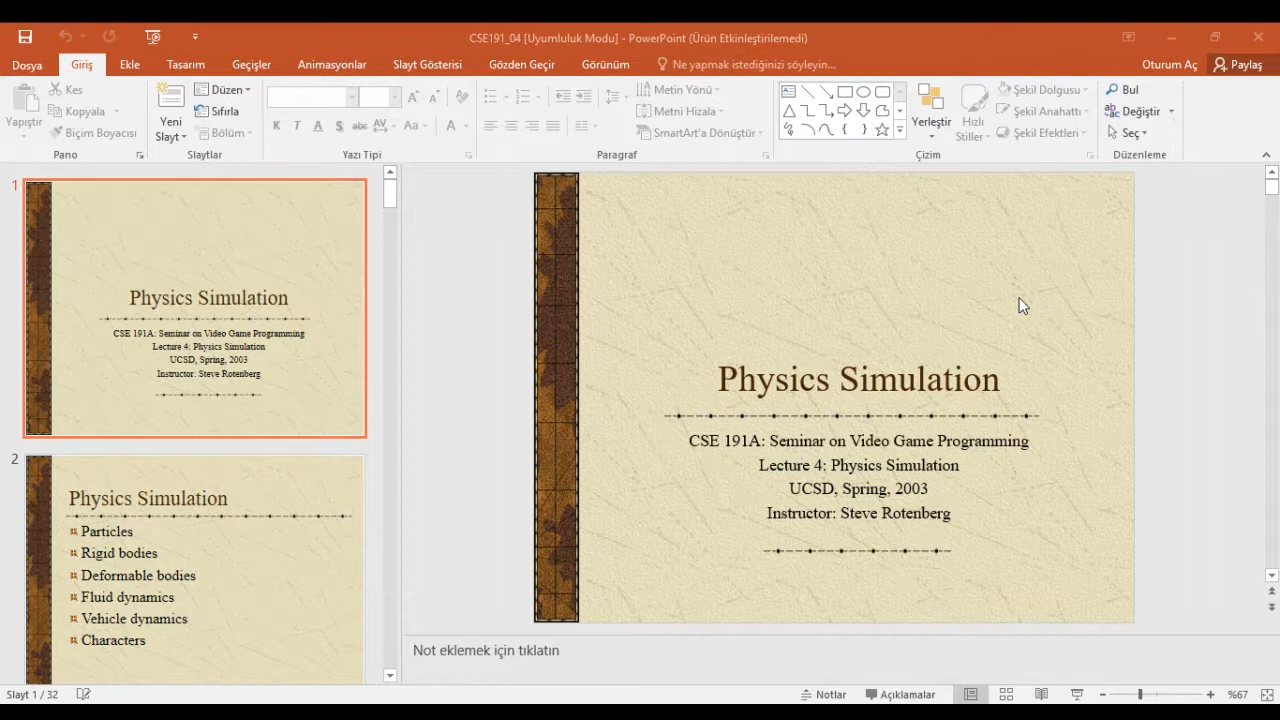 CSE191_04 [Uyumluluk Modu] - PowerPoint (Ürün Etkinleştirilemedi)
Dosya Giriş Ekle Tasarım Geçişler Animasyonlar Slayt Gösterisi Gözden Geçir Görünüm Ne yapmak istediğinizi söyleyin... Oturum Aç Paylaş
Yapıştır
Kes
Kopyala
Biçim Boyacısı
Pano
Yeni
Slayt
Düzen
Sıfırla
Bölüm
Slaytlar
K T A S abc AV Aa A
Yazı Tipi
Metin Yönü
Metni Hizala
SmartArt'a Dönüştür
Paragraf
Yerleştir
Hızlı
Stiller
Şekil Dolgusu
Şekil Anahattı
Şekil Efektleri
Çizim
Bul
Değiştir
Seç
Düzenleme
1
Physics Simulation
CSE 191A: Seminar on Video Game Programming
Lecture 4: Physics Simulation
UCSD, Spring, 2003
Instructor: Steve Rotenberg
2
Physics Simulation
Particles
Rigid bodies
Deformable bodies
Fluid dynamics
Vehicle dynamics
Characters
Physics Simulation
CSE 191A: Seminar on Video Game Programming
Lecture 4: Physics Simulation
UCSD, Spring, 2003
Instructor: Steve Rotenberg
Not eklemek için tıklatın
Slayt 1 / 32 Notlar Açıklamalar %67